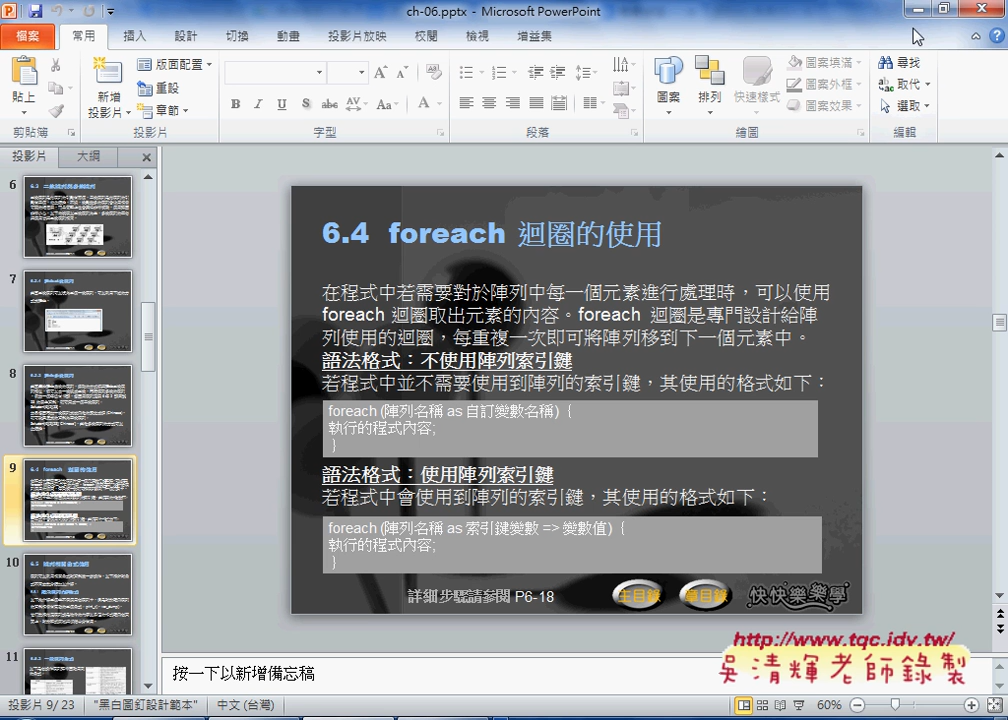 ch-06.pptx - Microsoft PowerPoint
檔案 常用 插入 設計 切換 動畫 投影片放映 校閱 檢視 增益集
貼上
剪貼簿
新增
投影片
版面配置
重設
章節
投影片
B I U S abc AV Aa A
字型
段落
圖案
排列
快速樣式
圖案填滿
圖案外框
圖案效果
繪圖
尋找
取代
選取
編輯
投影片 大綱
6
7
8
9
10
11
6.4 foreach 迴圈的使用
在程式中若需要對於陣列中每一個元素進行處理時，可以使用
foreach 迴圈取出元素的內容。foreach 迴圈是專門設計給陣
列使用的迴圈，每重複一次即可將陣列移到下一個元素中。
語法格式：不使用陣列索引鍵
若程式中並不需要使用到陣列的索引鍵，其使用的格式如下：
foreach (陣列名稱 as 自訂變數名稱) {
執行的程式內容;
}
語法格式：使用陣列索引鍵
若程式中會使用到陣列的索引鍵，其使用的格式如下：
foreach (陣列名稱 as 索引鍵變數 => 變數值) {
執行的程式內容;
}
詳細步驟請參閱 P6-18
主目錄
章目錄
快快樂樂學
http://www.tqc.idv.tw/
吳清輝老師錄製
按一下以新增備忘稿
投影片 9/23 "黑白圖釘設計範本" 中文 (台灣) 60%